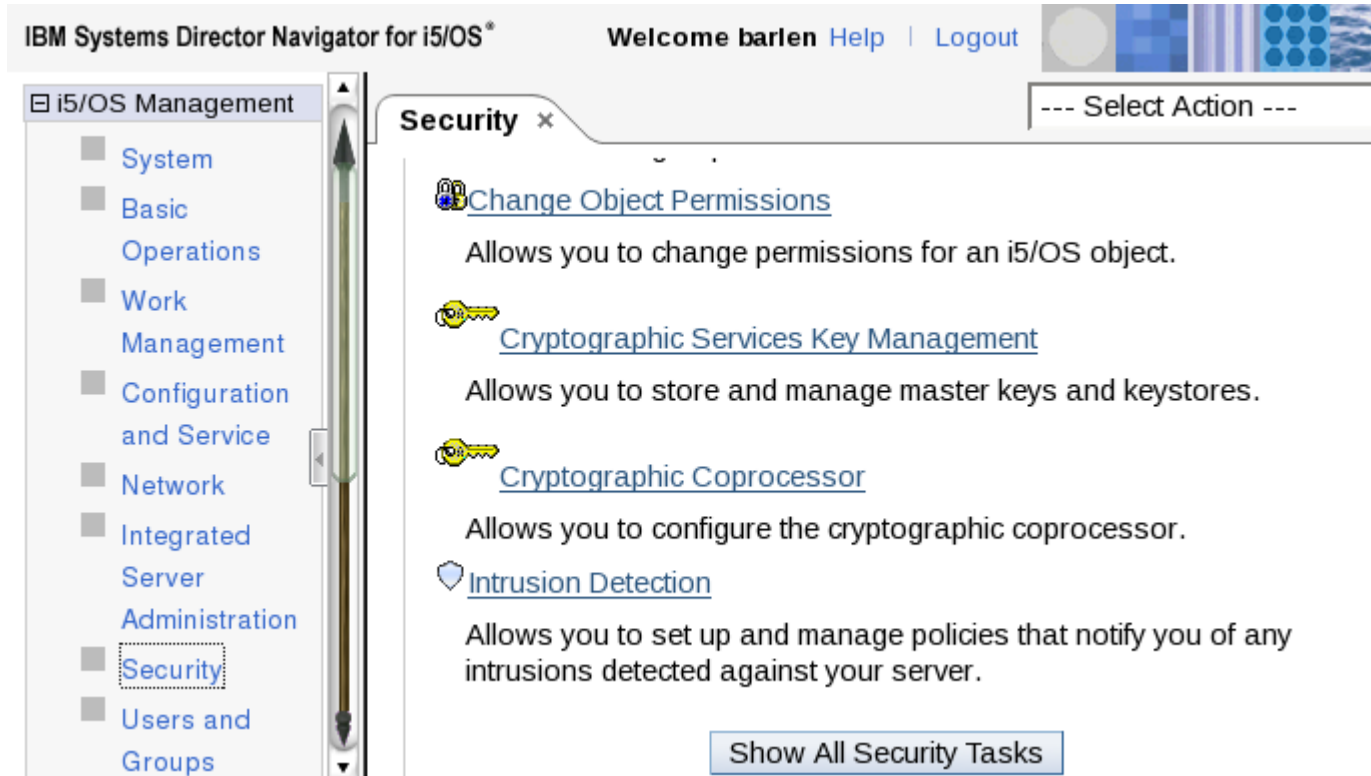 IBM Systems Director Navigator for i5/OS®
Welcome barlen Help | Logout
i5/OS Management
System
Basic
Operations
Work
Management
Configuration
and Service
Network
Integrated
Server
Administration
Security
Users and
Groups
Security ×
--- Select Action ---
Change Object Permissions
Allows you to change permissions for an i5/OS object.
Cryptographic Services Key Management
Allows you to store and manage master keys and keystores.
Cryptographic Coprocessor
Allows you to configure the cryptographic coprocessor.
Intrusion Detection
Allows you to set up and manage policies that notify you of any
intrusions detected against your server.
Show All Security Tasks